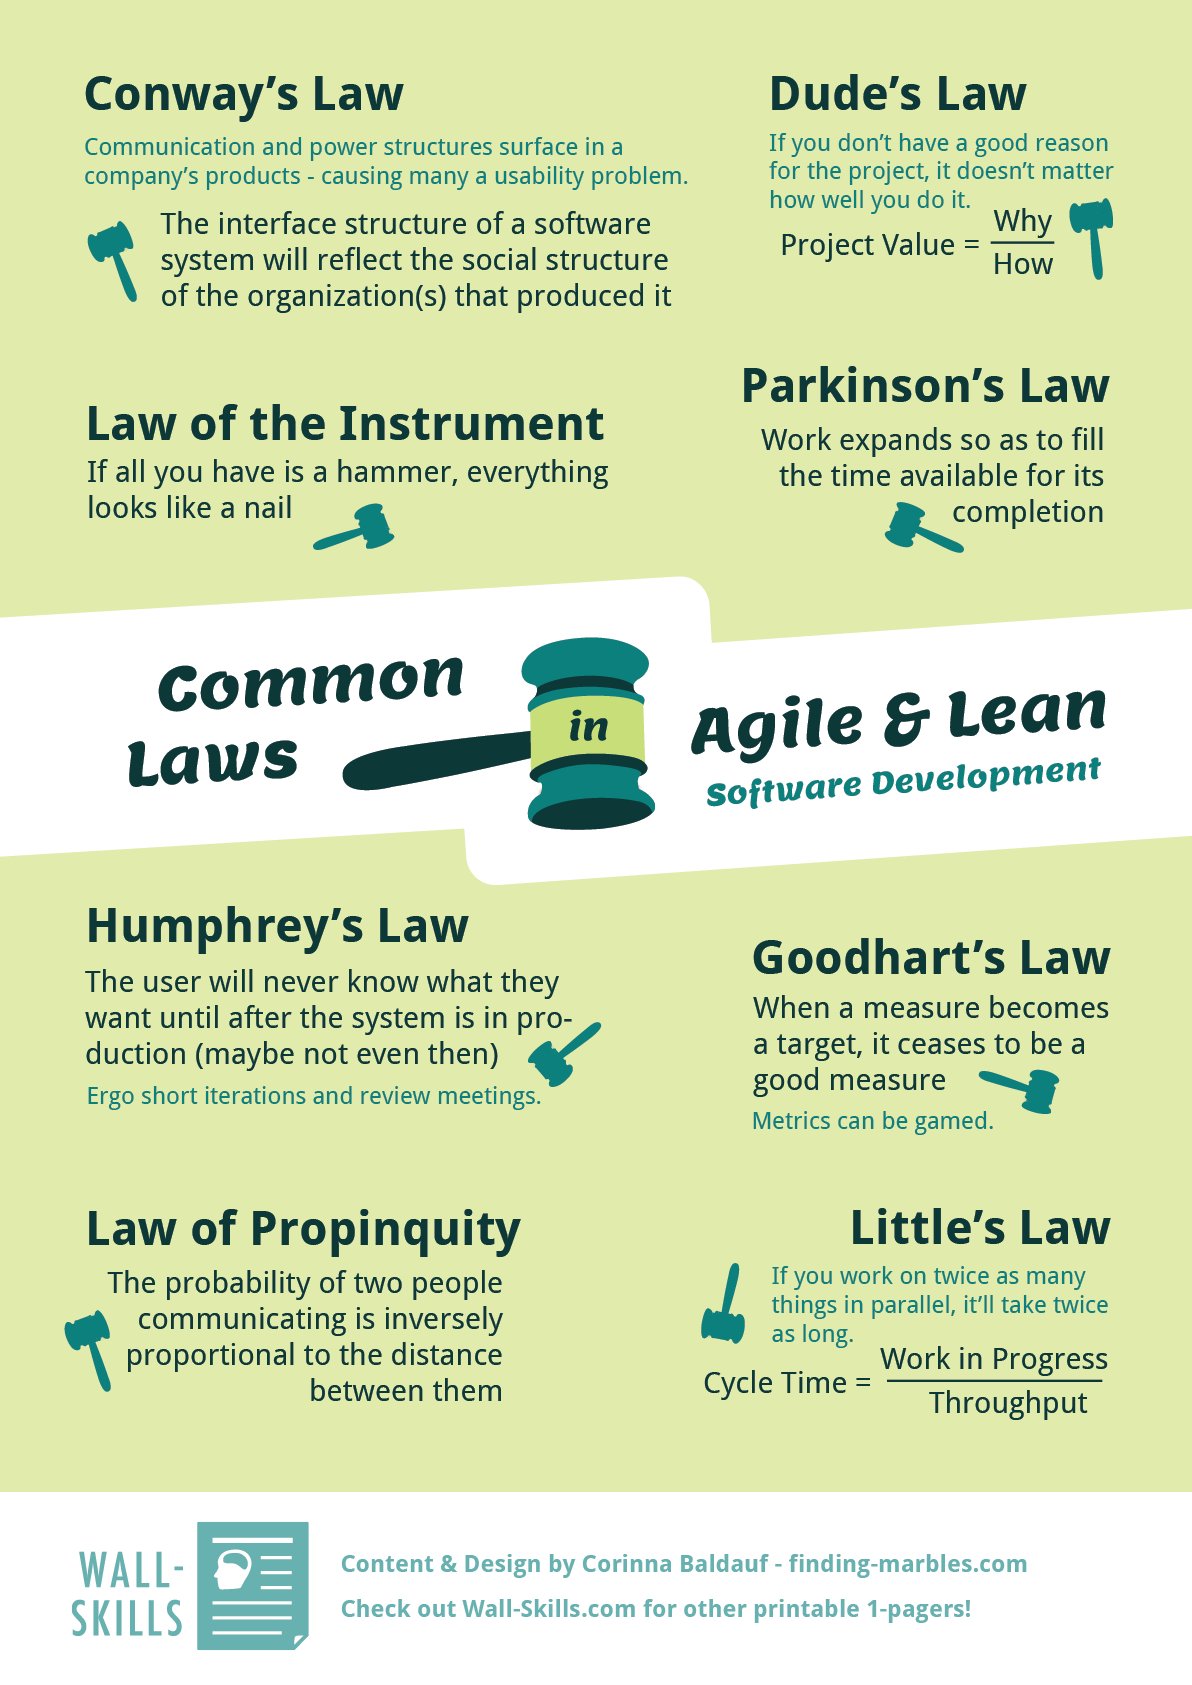 Conway’s Law
Communication and power structures surface in a
company’s products - causing many a usability problem.
The interface structure of a software
system will reflect the social structure
of the organization(s) that produced it
Dude’s Law
If you don’t have a good reason
for the project, it doesn’t matter
how well you do it.
Project Value = Why
How
Law of the Instrument
If all you have is a hammer, everything
looks like a nail
Parkinson’s Law
Work expands so as to fill
the time available for its
completion
Common
Laws
in
Agile & Lean
Software Development
Humphrey’s Law
The user will never know what they
want until after the system is in pro-
duction (maybe not even then)
Ergo short iterations and review meetings.
Goodhart’s Law
When a measure becomes
a target, it ceases to be a
good measure
Metrics can be gamed.
Law of Propinquity
The probability of two people
communicating is inversely
proportional to the distance
between them
Little’s Law
If you work on twice as many
things in parallel, it’ll take twice
as long.
Cycle Time = Work in Progress
Throughput
WALL-
SKILLS
Content & Design by Corinna Baldauf - finding-marbles.com
Check out Wall-Skills.com for other printable 1-pagers!